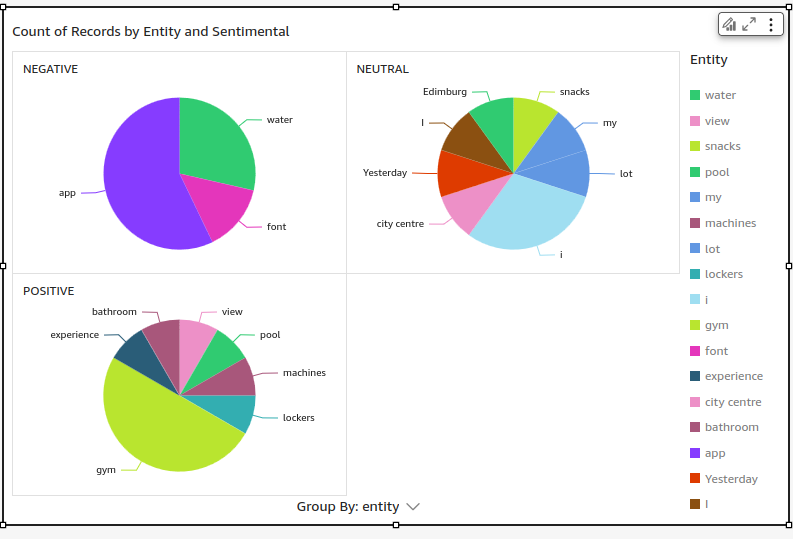 Count of Records by Entity and Sentimental
NEGATIVE
water
app
font
NEUTRAL
Edimburg
snacks
I
my
Yesterday
lot
city centre
i
POSITIVE
bathroom
view
experience
pool
machines
lockers
gym
Group By: entity
Entity
water
view
snacks
pool
my
machines
lot
lockers
i
gym
font
experience
city centre
bathroom
app
Yesterday
I